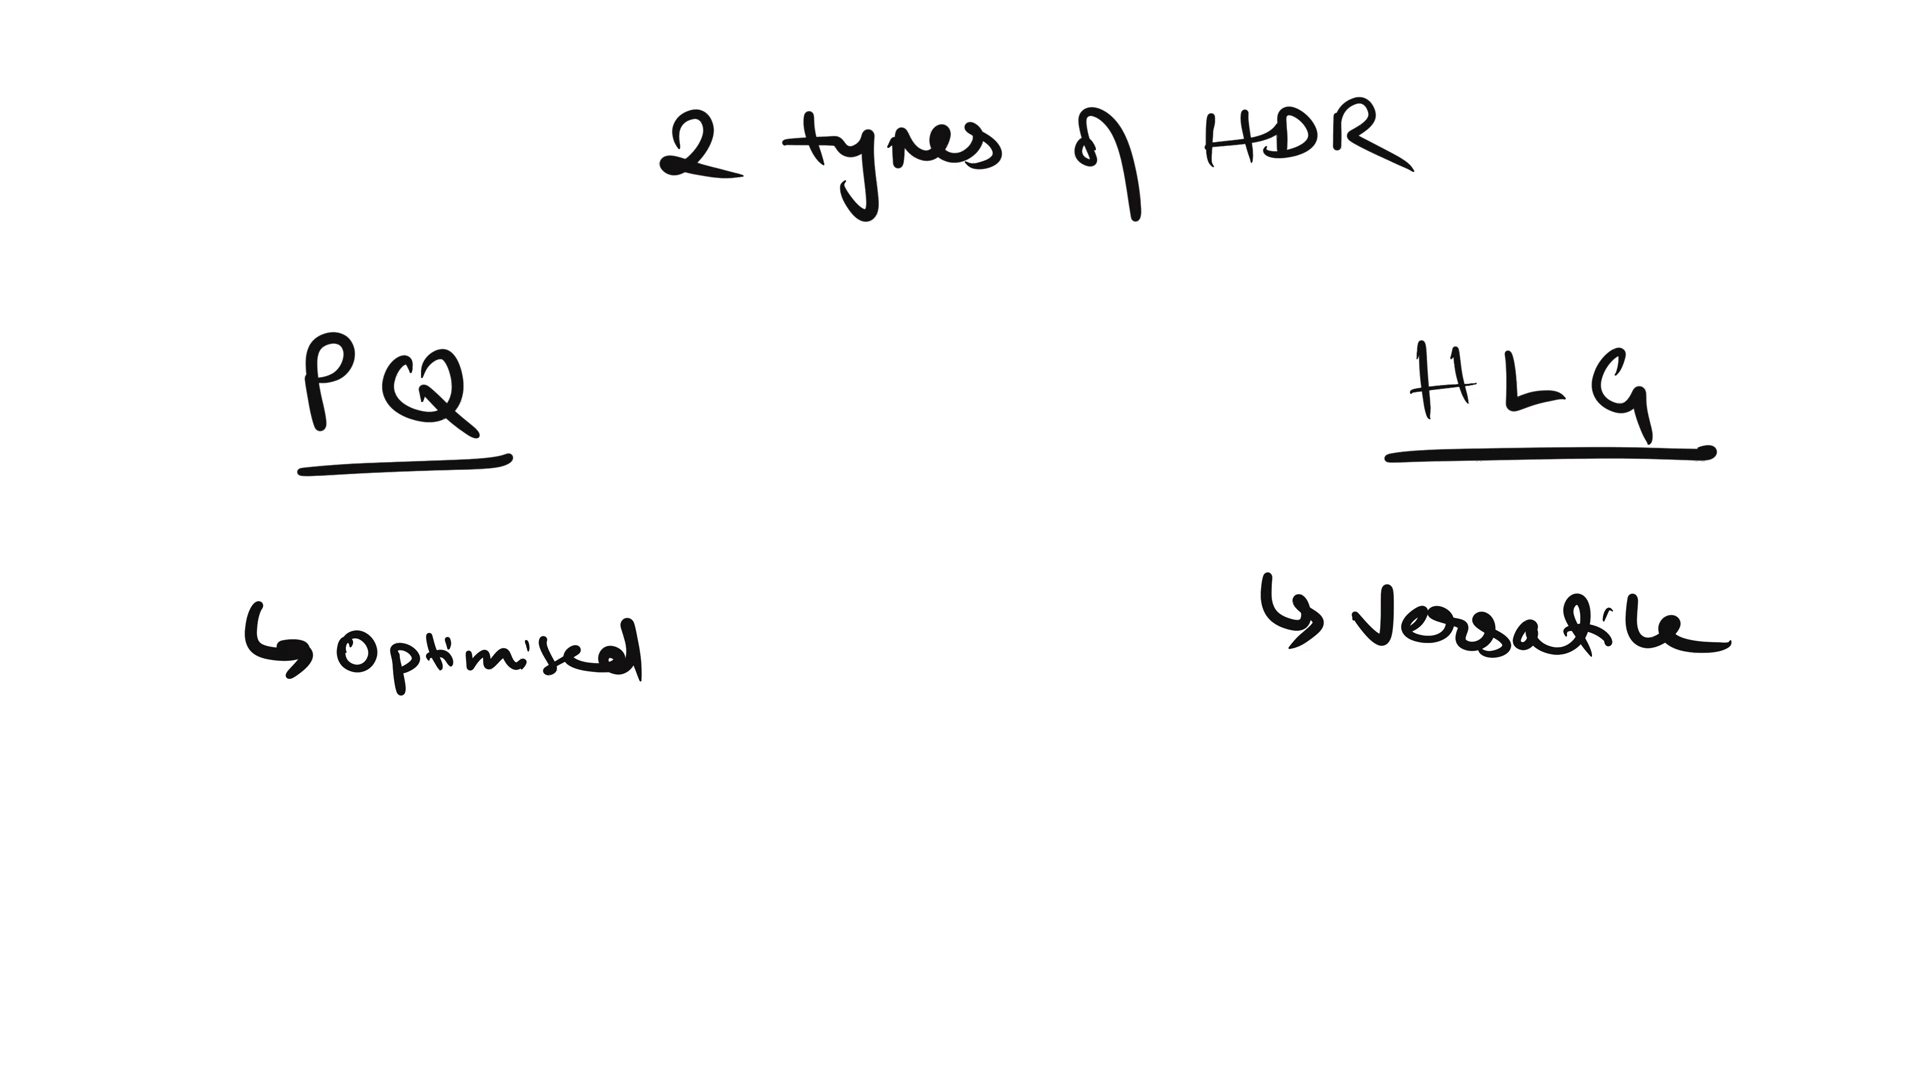 2 types of HDR
PQ
HLG
↳ Optimised
↳ Versatile